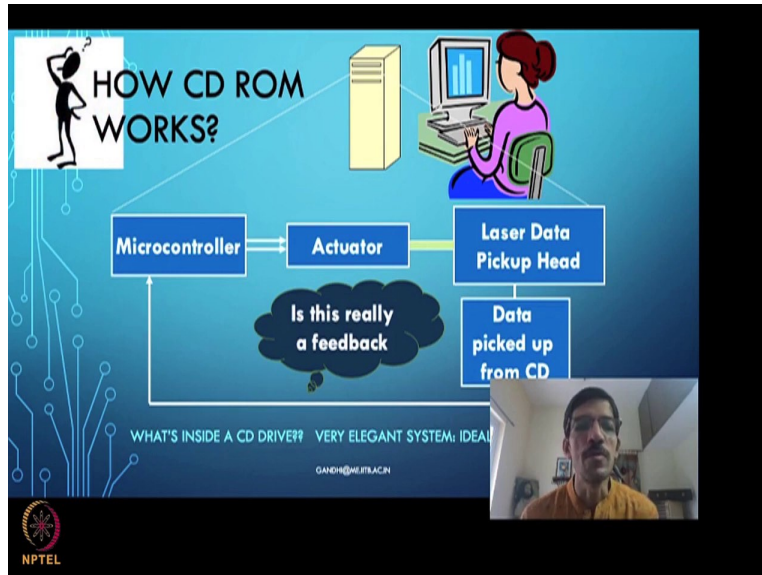 ?
HOW CD ROM
WORKS?
Microcontroller
Actuator
Laser Data
Pickup Head
Is this really
a feedback
Data
picked up
from CD
WHAT'S INSIDE A CD DRIVE?? VERY ELEGANT SYSTEM: IDEAL
GANDHI@ME.IITB.AC.IN
NPTEL